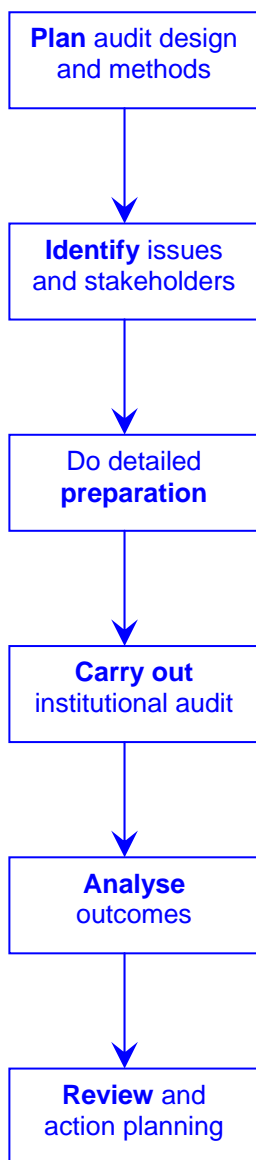 Plan audit design
and methods
Identify issues
and stakeholders
Do detailed
preparation
Carry out
institutional audit
Analyse
outcomes
Review and
action planning